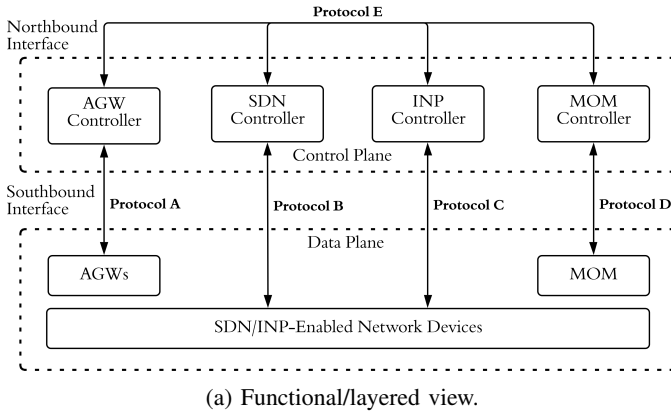 Protocol E
Northbound
Interface
AGW
Controller
SDN
Controller
INP
Controller
MOM
Controller
Control Plane
Southbound
Interface
Protocol A
Protocol B
Protocol C
Protocol D
Data Plane
AGWs
MOM
SDN/INP-Enabled Network Devices
(a) Functional/layered view.